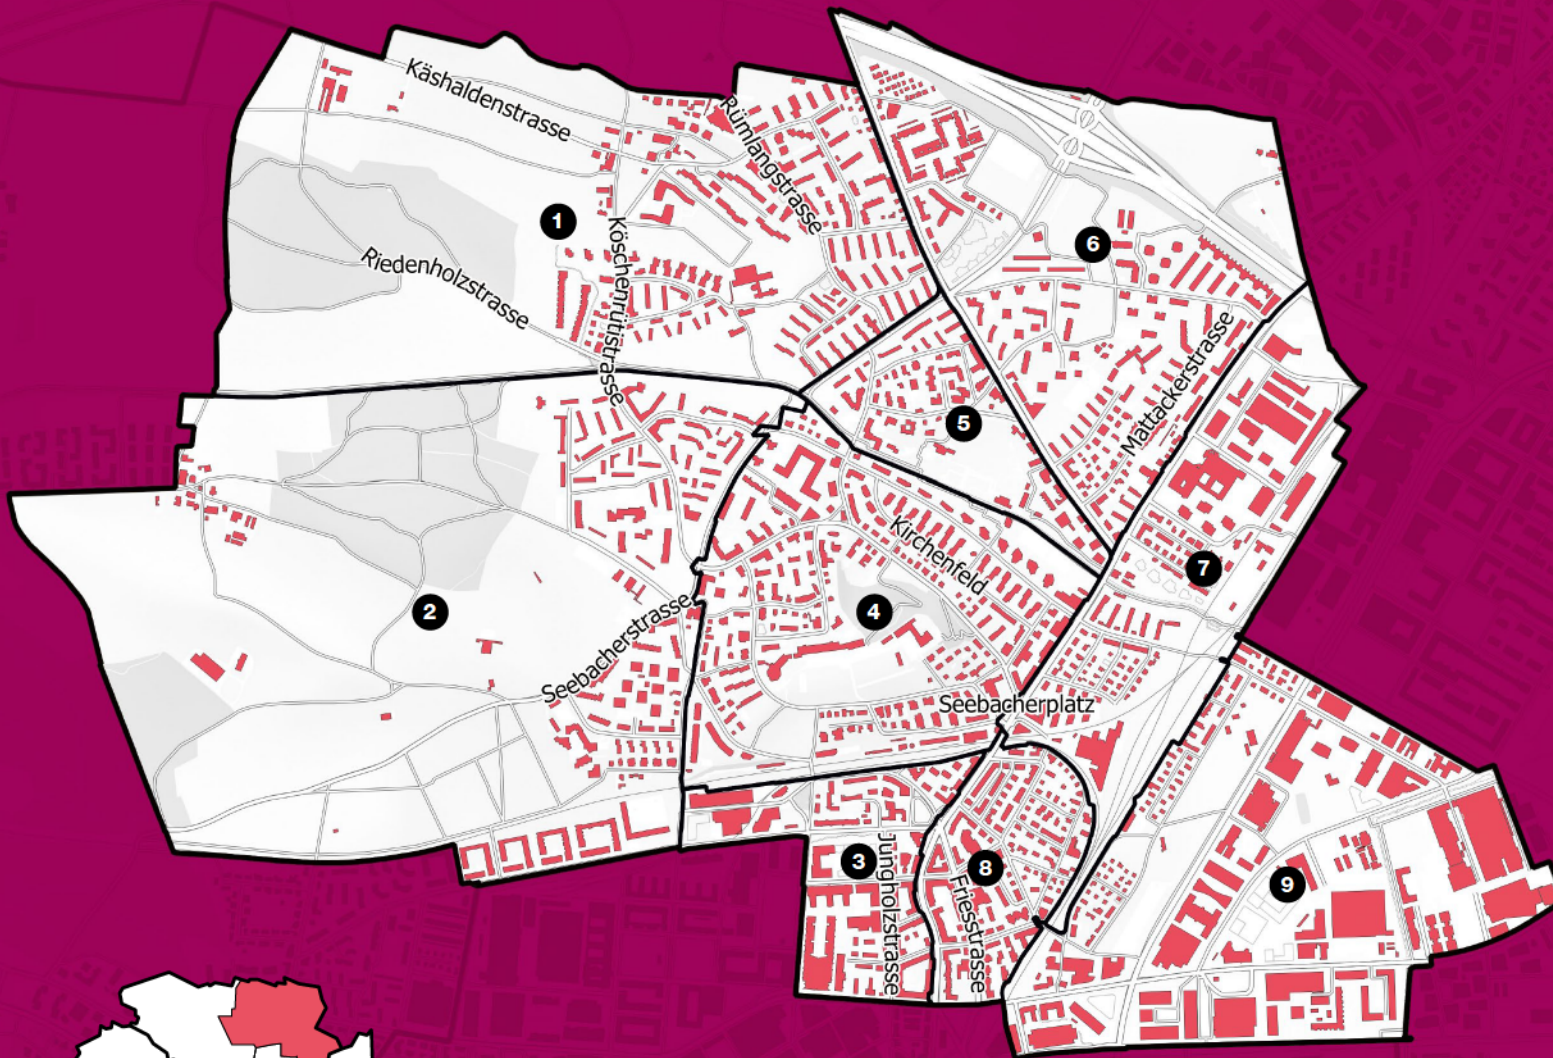 Käshaldenstrasse
Rümlangstrasse
1
Köschenrütistrasse
6
Riedenholzstrasse
Mattackerstrasse
5
Kirchenfeld
7
2
4
Seebacherstrasse
Seebacherplatz
3
Jungholzstrasse
8
Friesstrasse
9